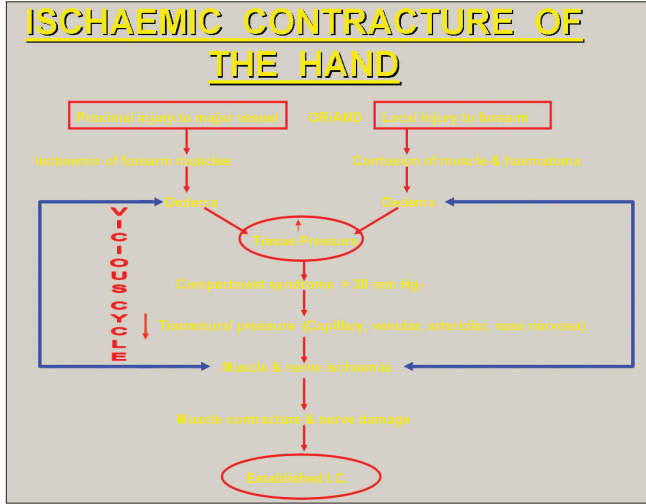 ISCHAEMIC CONTRACTURE OF
THE HAND
Proximal injury to major vessel OR/AND Local injury to forearm
Ischaemia of forearm muscles Contusion of muscle & haematoma
Oedema Oedema
↑
Tissue Pressure
VICIOUS CYCLE
Compartment syndrome > 30 mm Hg
↓ Transmural pressure (Capillary, venular, arteriolar, vasa nervosa)
Muscle & nerve ischaemia
Muscle contracture & nerve damage
Established I.C.